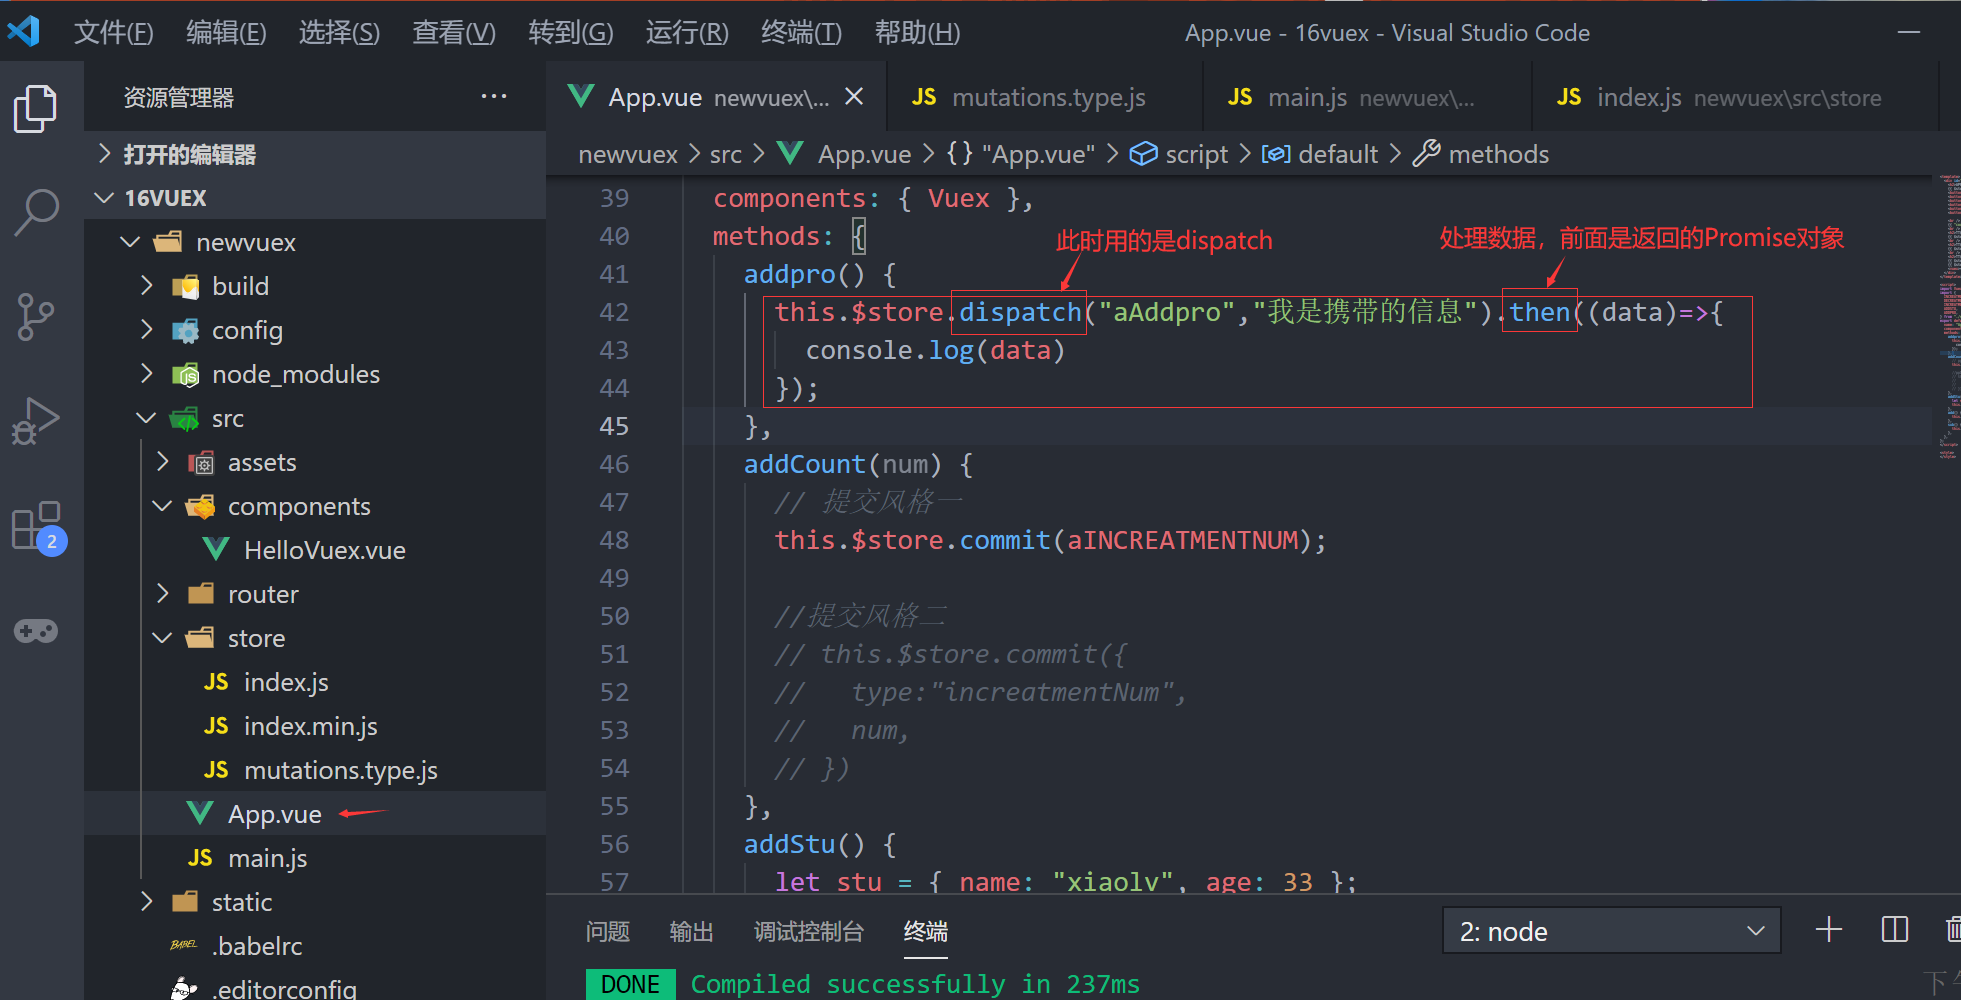 文件(F) 编辑(E) 选择(S) 查看(V) 转到(G) 运行(R) 终端(T) 帮助(H) App.vue - 16vuex - Visual Studio Code
资源管理器 ···
打开的编辑器
16VUEX
newvuex
build
config
node_modules
src
assets
components
HelloVuex.vue
router
store
JS index.js
JS index.min.js
JS mutations.type.js
App.vue
JS main.js
static
BABEL .babelrc
.editorconfig
2
App.vue newvuex\... JS mutations.type.js JS main.js newvuex\... JS index.js newvuex\src\store
newvuex > src > App.vue > {} "App.vue" > script > default > methods
39 components: { Vuex },
40 methods: {
此时用的是dispatch
处理数据，前面是返回的Promise对象
41 addpro() {
42 this.$store.dispatch("aAddpro","我是携带的信息").then((data)=>{
43 console.log(data)
44 });
45 },
46 addCount(num) {
47 // 提交风格一
48 this.$store.commit(aINCREATMENTNUM);
49
50 //提交风格二
51 // this.$store.commit({
52 // type:"increatmentNum",
53 // num,
54 // })
55 },
56 addStu() {
57 let stu = { name: "xiaolv", age: 33 };
问题 输出 调试控制台 终端 2: node
DONE Compiled successfully in 237ms